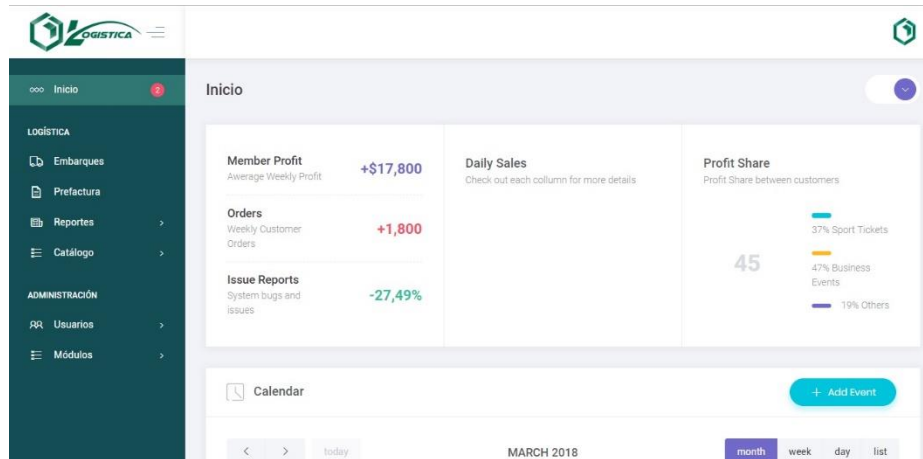 LOGISTICA
Inicio 2
LOGÍSTICA
Embarques
Prefactura
Reportes
Catálogo
ADMINISTRACIÓN
Usuarios
Módulos
Inicio
Member Profit
Awerage Weekly Profit
+$17,800
Orders
Weekly Customer
Orders
+1,800
Issue Reports
System bugs and
issues
-27,49%
Daily Sales
Check out each collumn for more details
Profit Share
Profit Share between customers
45
37% Sport Tickets
47% Business
Events
19% Others
Calendar
+ Add Event
today
MARCH 2018
month week day list